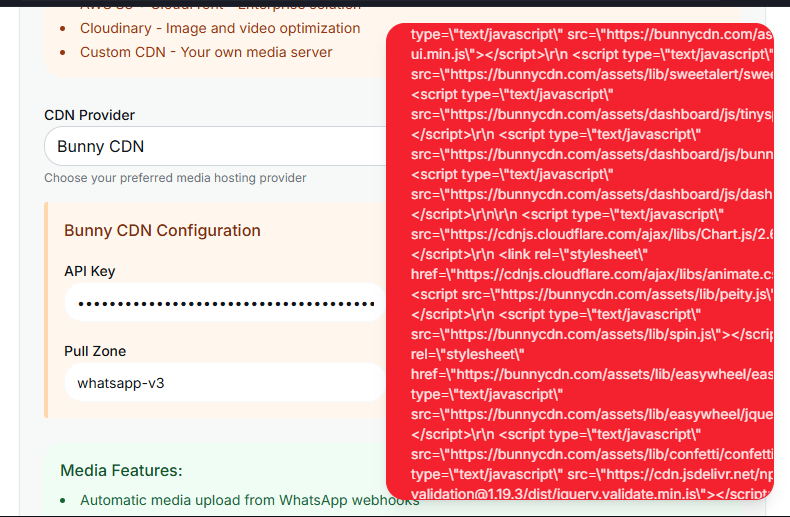 Cloudinary - Image and video optimization
Custom CDN - Your own media server
CDN Provider
Bunny CDN
Choose your preferred media hosting provider
Bunny CDN Configuration
API Key
Pull Zone
whatsapp-v3
Media Features:
Automatic media upload from WhatsApp webhooks
type=\"text/javascript\" src=\"https://bunnycdn.com/as
ui.min.js\"></script>\r\n <script type=\"text/javascript\"
src=\"https://bunnycdn.com/assets/lib/sweetalert/swee
<script type=\"text/javascript\"
src=\"https://bunnycdn.com/assets/dashboard/js/tinysp
</script>\r\n <script type=\"text/javascript\"
src=\"https://bunnycdn.com/assets/dashboard/js/bunn
<script type=\"text/javascript\"
src=\"https://bunnycdn.com/assets/dashboard/js/dash
</script>\r\n\r\n <script type=\"text/javascript\"
src=\"https://cdnjs.cloudflare.com/ajax/libs/Chart.js/2.6
</script>\r\n <link rel=\"stylesheet\"
href=\"https://cdnjs.cloudflare.com/ajax/libs/animate.cs
<script src=\"https://bunnycdn.com/assets/lib/peity.js\"
</script>\r\n <script type=\"text/javascript\"
src=\"https://bunnycdn.com/assets/lib/spin.js\"></scrip
rel=\"stylesheet\"
href=\"https://bunnycdn.com/assets/lib/easywheel/eas
type=\"text/javascript\"
src=\"https://bunnycdn.com/assets/lib/easywheel/jque
</script>\r\n <script type=\"text/javascript\"
src=\"https://bunnycdn.com/assets/lib/confetti/confetti
type=\"text/javascript\" src=\"https://cdn.jsdelivr.net/np
validation@1.19.3/dist/jquery.validate.min.js\"></script>